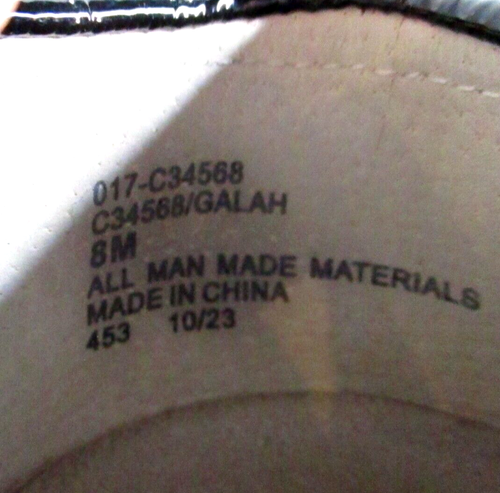 017-C34568
C34568/GALAH
8M
ALL MAN MADE MATERIALS
MADE IN CHINA
453 10/23